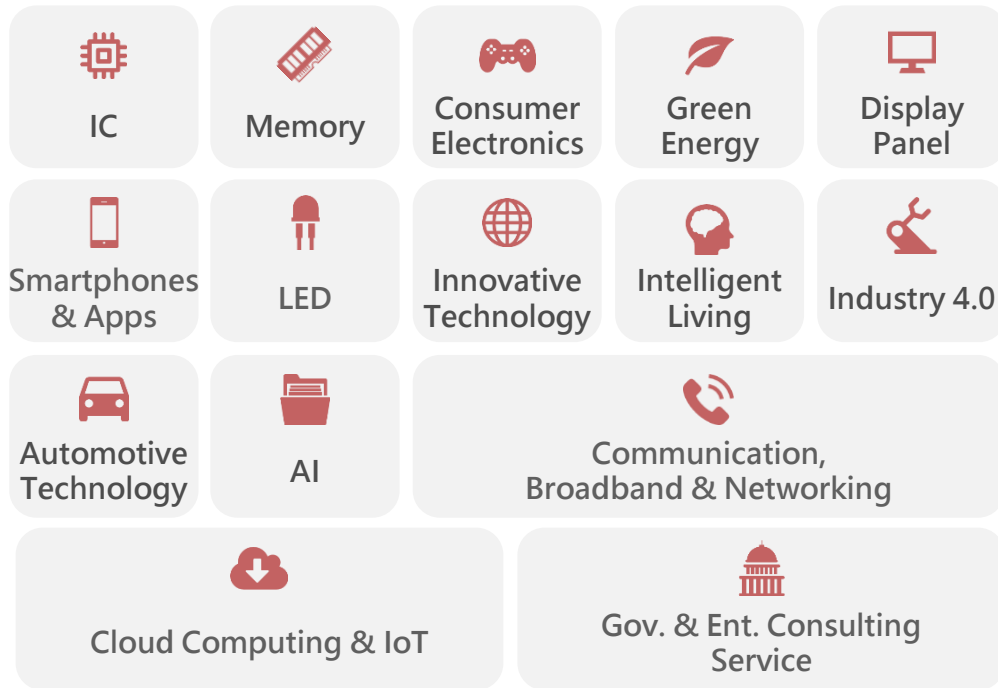 IC
Memory
Consumer
Electronics
Green
Energy
Display
Panel
Smartphones
& Apps
LED
Innovative
Technology
Intelligent
Living
Industry 4.0
Automotive
Technology
AI
Communication,
Broadband & Networking
Cloud Computing & IoT
Gov. & Ent. Consulting
Service